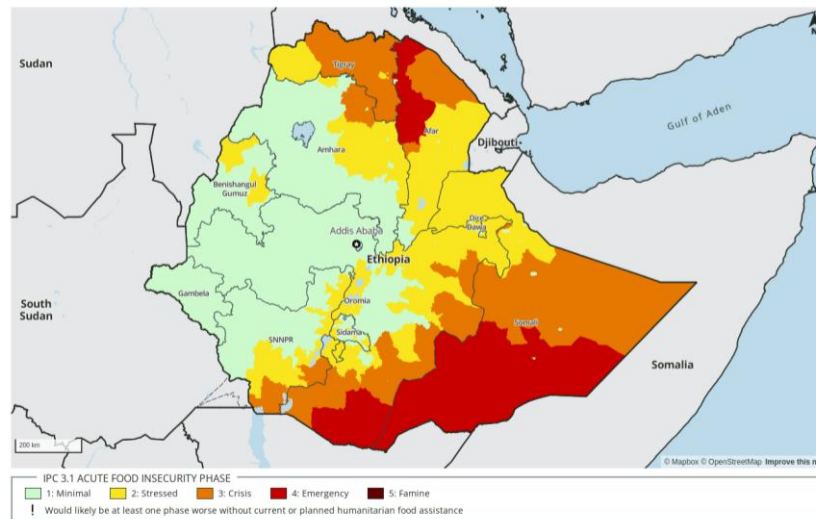 Sudan
Tigray
Afar
Gulf of Aden
Djibouti
Amhara
Benishangul
Gumuz
Dire
Dawa
Addis Ababa
Ethiopia
Gambela
Oromia
South
Sudan
Somali
Sidama
SNNPR
Somalia
200 km
© Mapbox © OpenStreetMap Improve this m
IPC 3.1 ACUTE FOOD INSECURITY PHASE
1: Minimal 2: Stressed 3: Crisis 4: Emergency 5: Famine
! Would likely be at least one phase worse without current or planned humanitarian food assistance